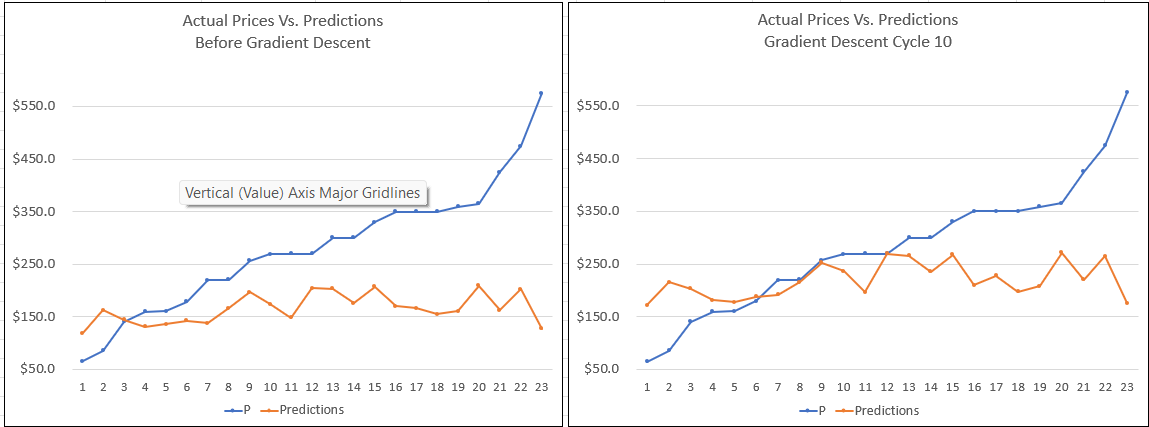 Actual Prices Vs. Predictions
Before Gradient Descent
$550.0
$450.0
Vertical (Value) Axis Major Gridlines
$350.0
$250.0
$150.0
$50.0
1 2 3 4 5 6 7 8 9 10 11 12 13 14 15 16 17 18 19 20 21 22 23
P Predictions
Actual Prices Vs. Predictions
Gradient Descent Cycle 10
$550.0
$450.0
$350.0
$250.0
$150.0
$50.0
1 2 3 4 5 6 7 8 9 10 11 12 13 14 15 16 17 18 19 20 21 22 23
P Predictions